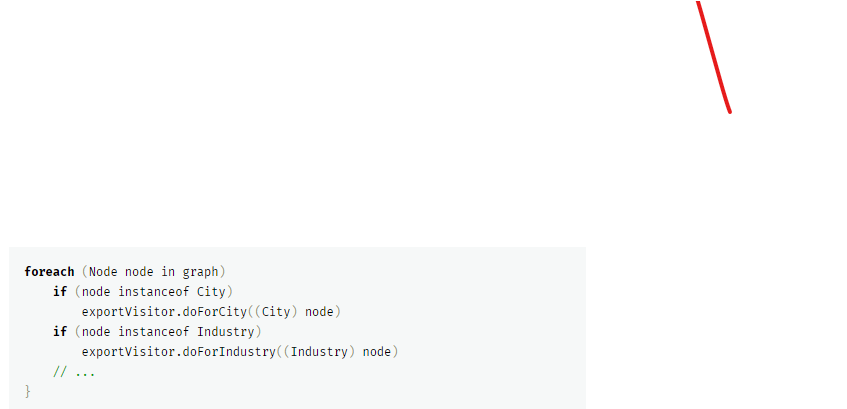 foreach (Node node in graph)
    if (node instanceof City)
        exportVisitor.doForCity((City) node)
    if (node instanceof Industry)
        exportVisitor.doForIndustry((Industry) node)
    // ...
}